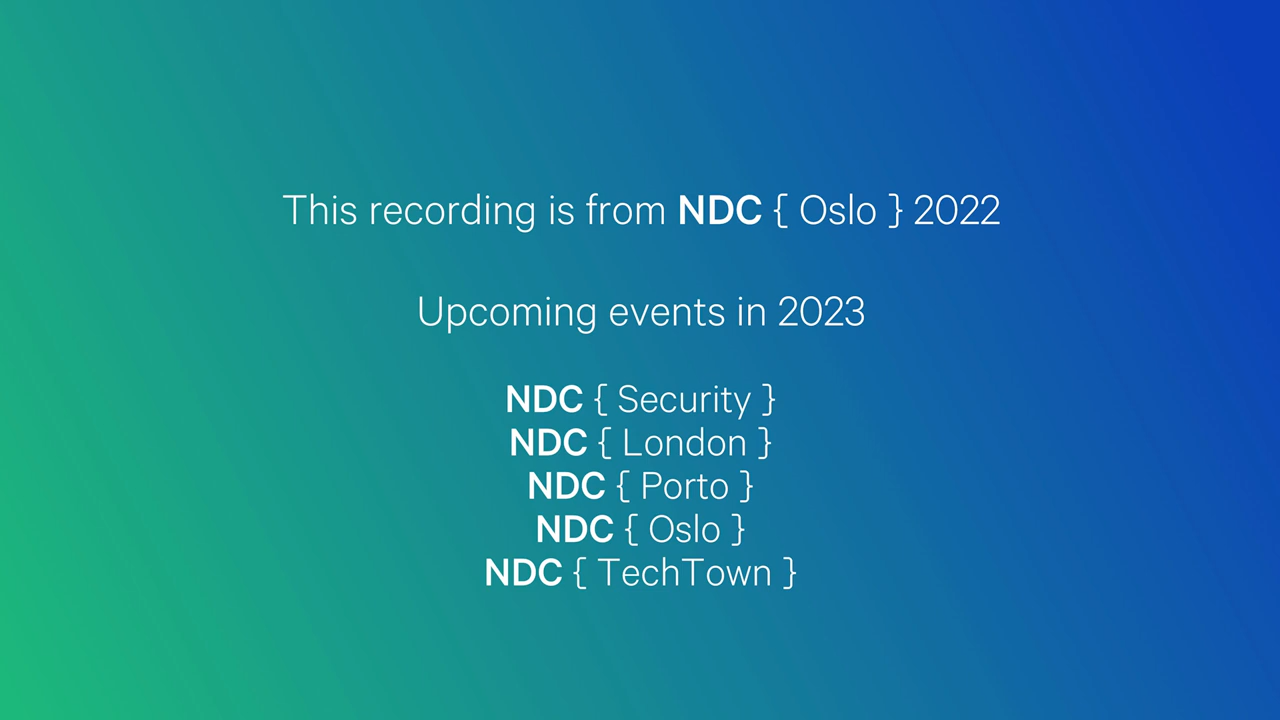 This recording is from NDC { Oslo } 2022
Upcoming events in 2023
NDC { Security }
NDC { London }
NDC { Porto }
NDC { Oslo }
NDC { TechTown }